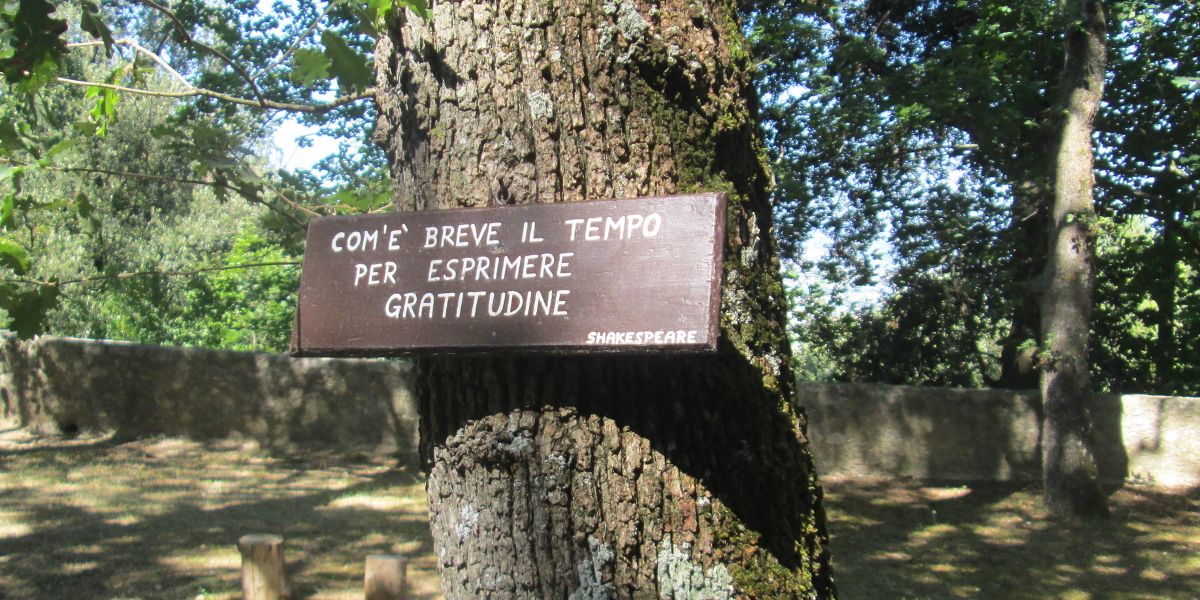 COM'E` BREVE IL TEMPO
PER ESPRIMERE
GRATITUDINE
SHAKESPEARE